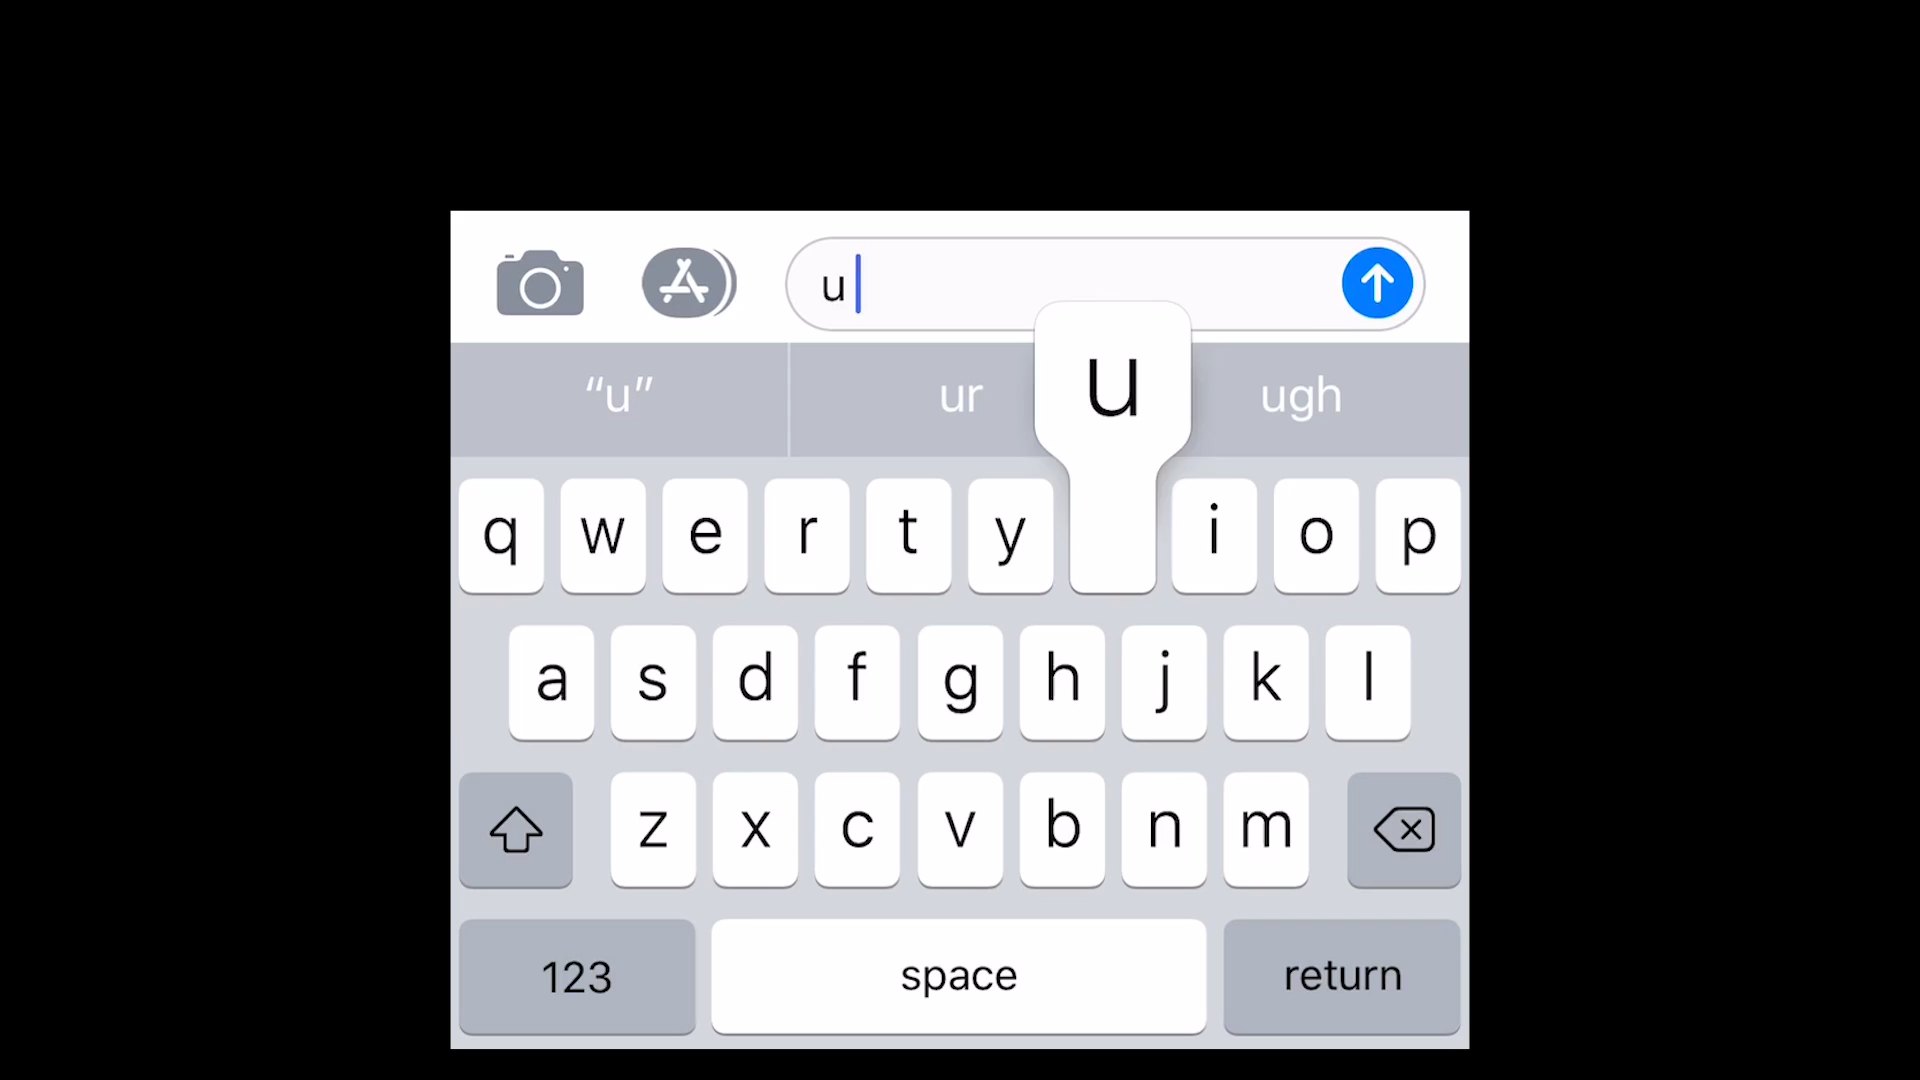 u
“u” ur ugh
u
q w e r t y i o p
a s d f g h j k l
z x c v b n m
123 space return